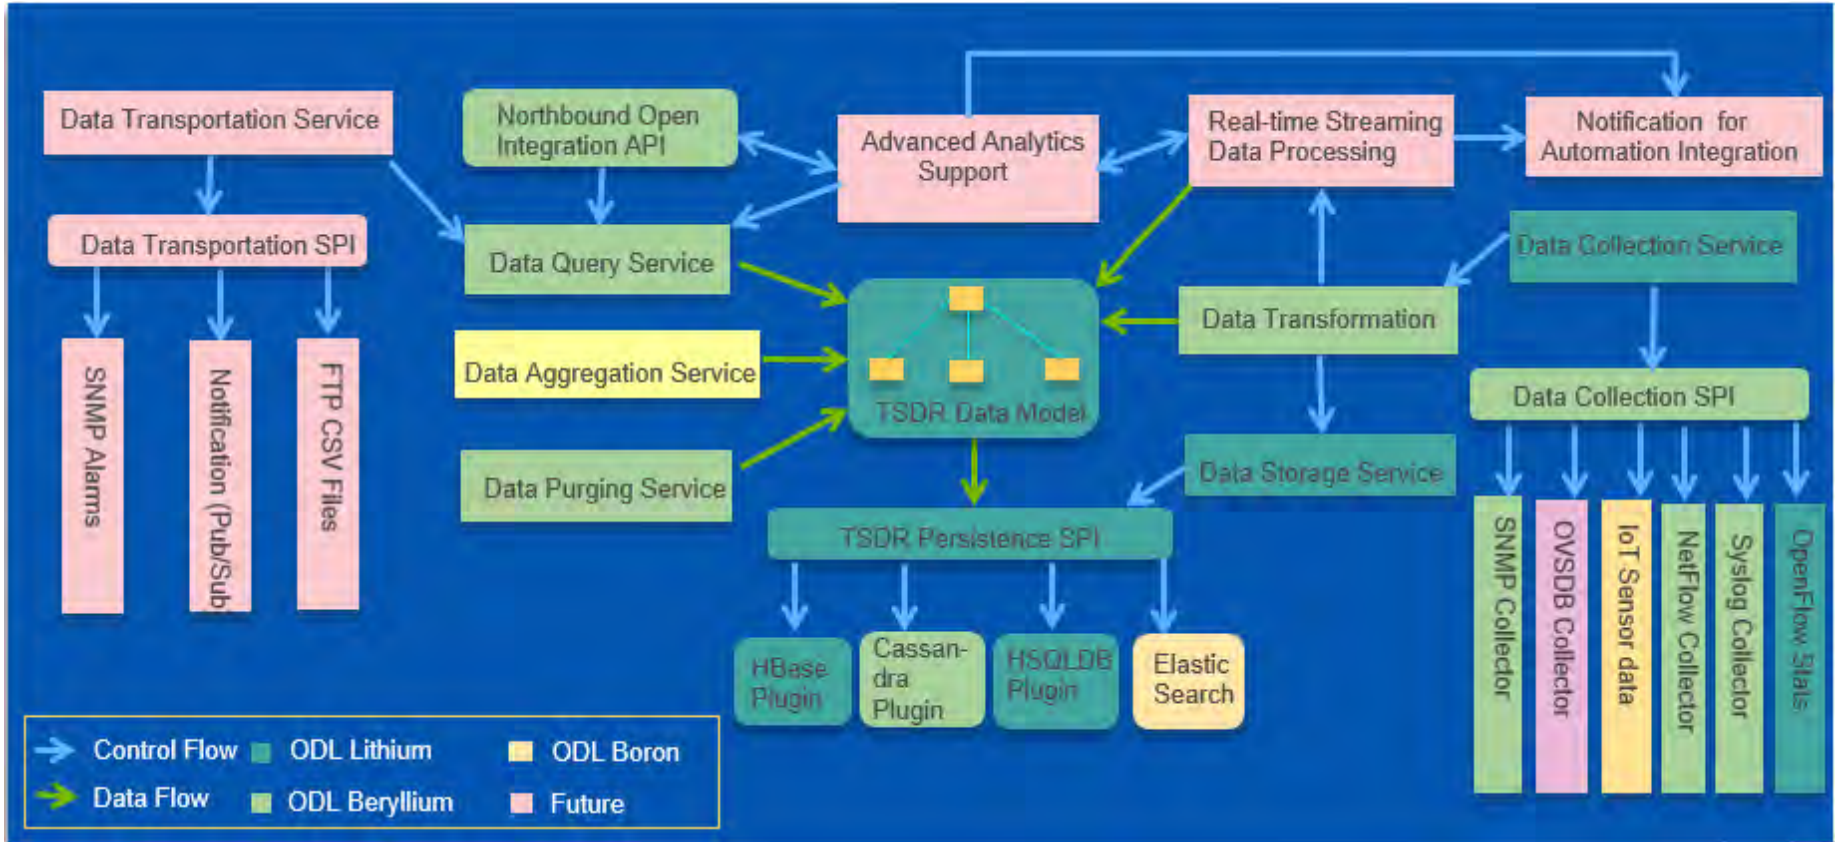 Data Transportation Service
Northbound Open
Integration API
Advanced Analytics
Support
Real-time Streaming
Data Processing
Notification for
Automation Integration
Data Transportation SPI
Data Query Service
Data Collection Service
Data Transformation
Data Aggregation Service
TSDR Data Model
Data Collection SPI
Data Purging Service
Data Storage Service
TSDR Persistence SPI
SNMP Alarms
Notification (Pub/Sub
FTP CSV Files
HBase
Plugin
Cassan-
dra
Plugin
HSQLDB
Plugin
Elastic
Search
SNMP Collector
OVSDB Collector
IoT Sensor data
NetFlow Collector
Syslog Collector
OpenFlow Stats
Control Flow
ODL Lithium
ODL Boron
Data Flow
ODL Beryllium
Future